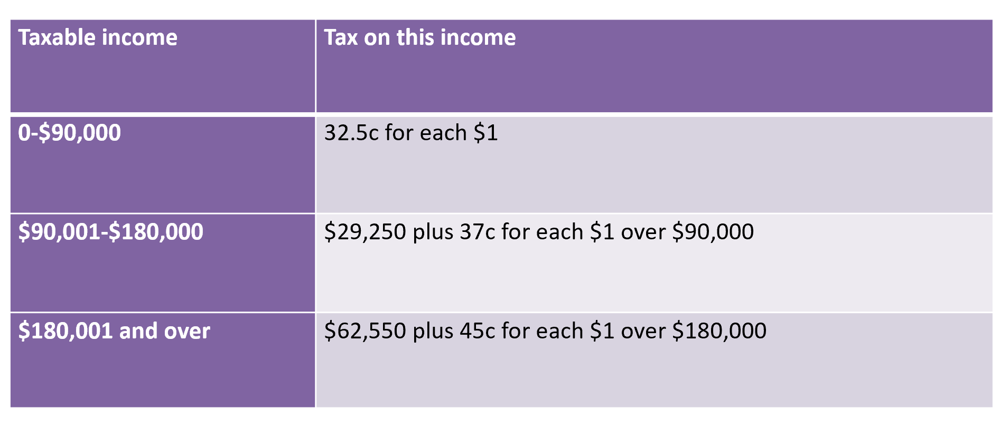 Taxable income
Tax on this income
0-$90,000
32.5c for each $1
$90,001-$180,000
$29,250 plus 37c for each $1 over $90,000
$180,001 and over
$62,550 plus 45c for each $1 over $180,000